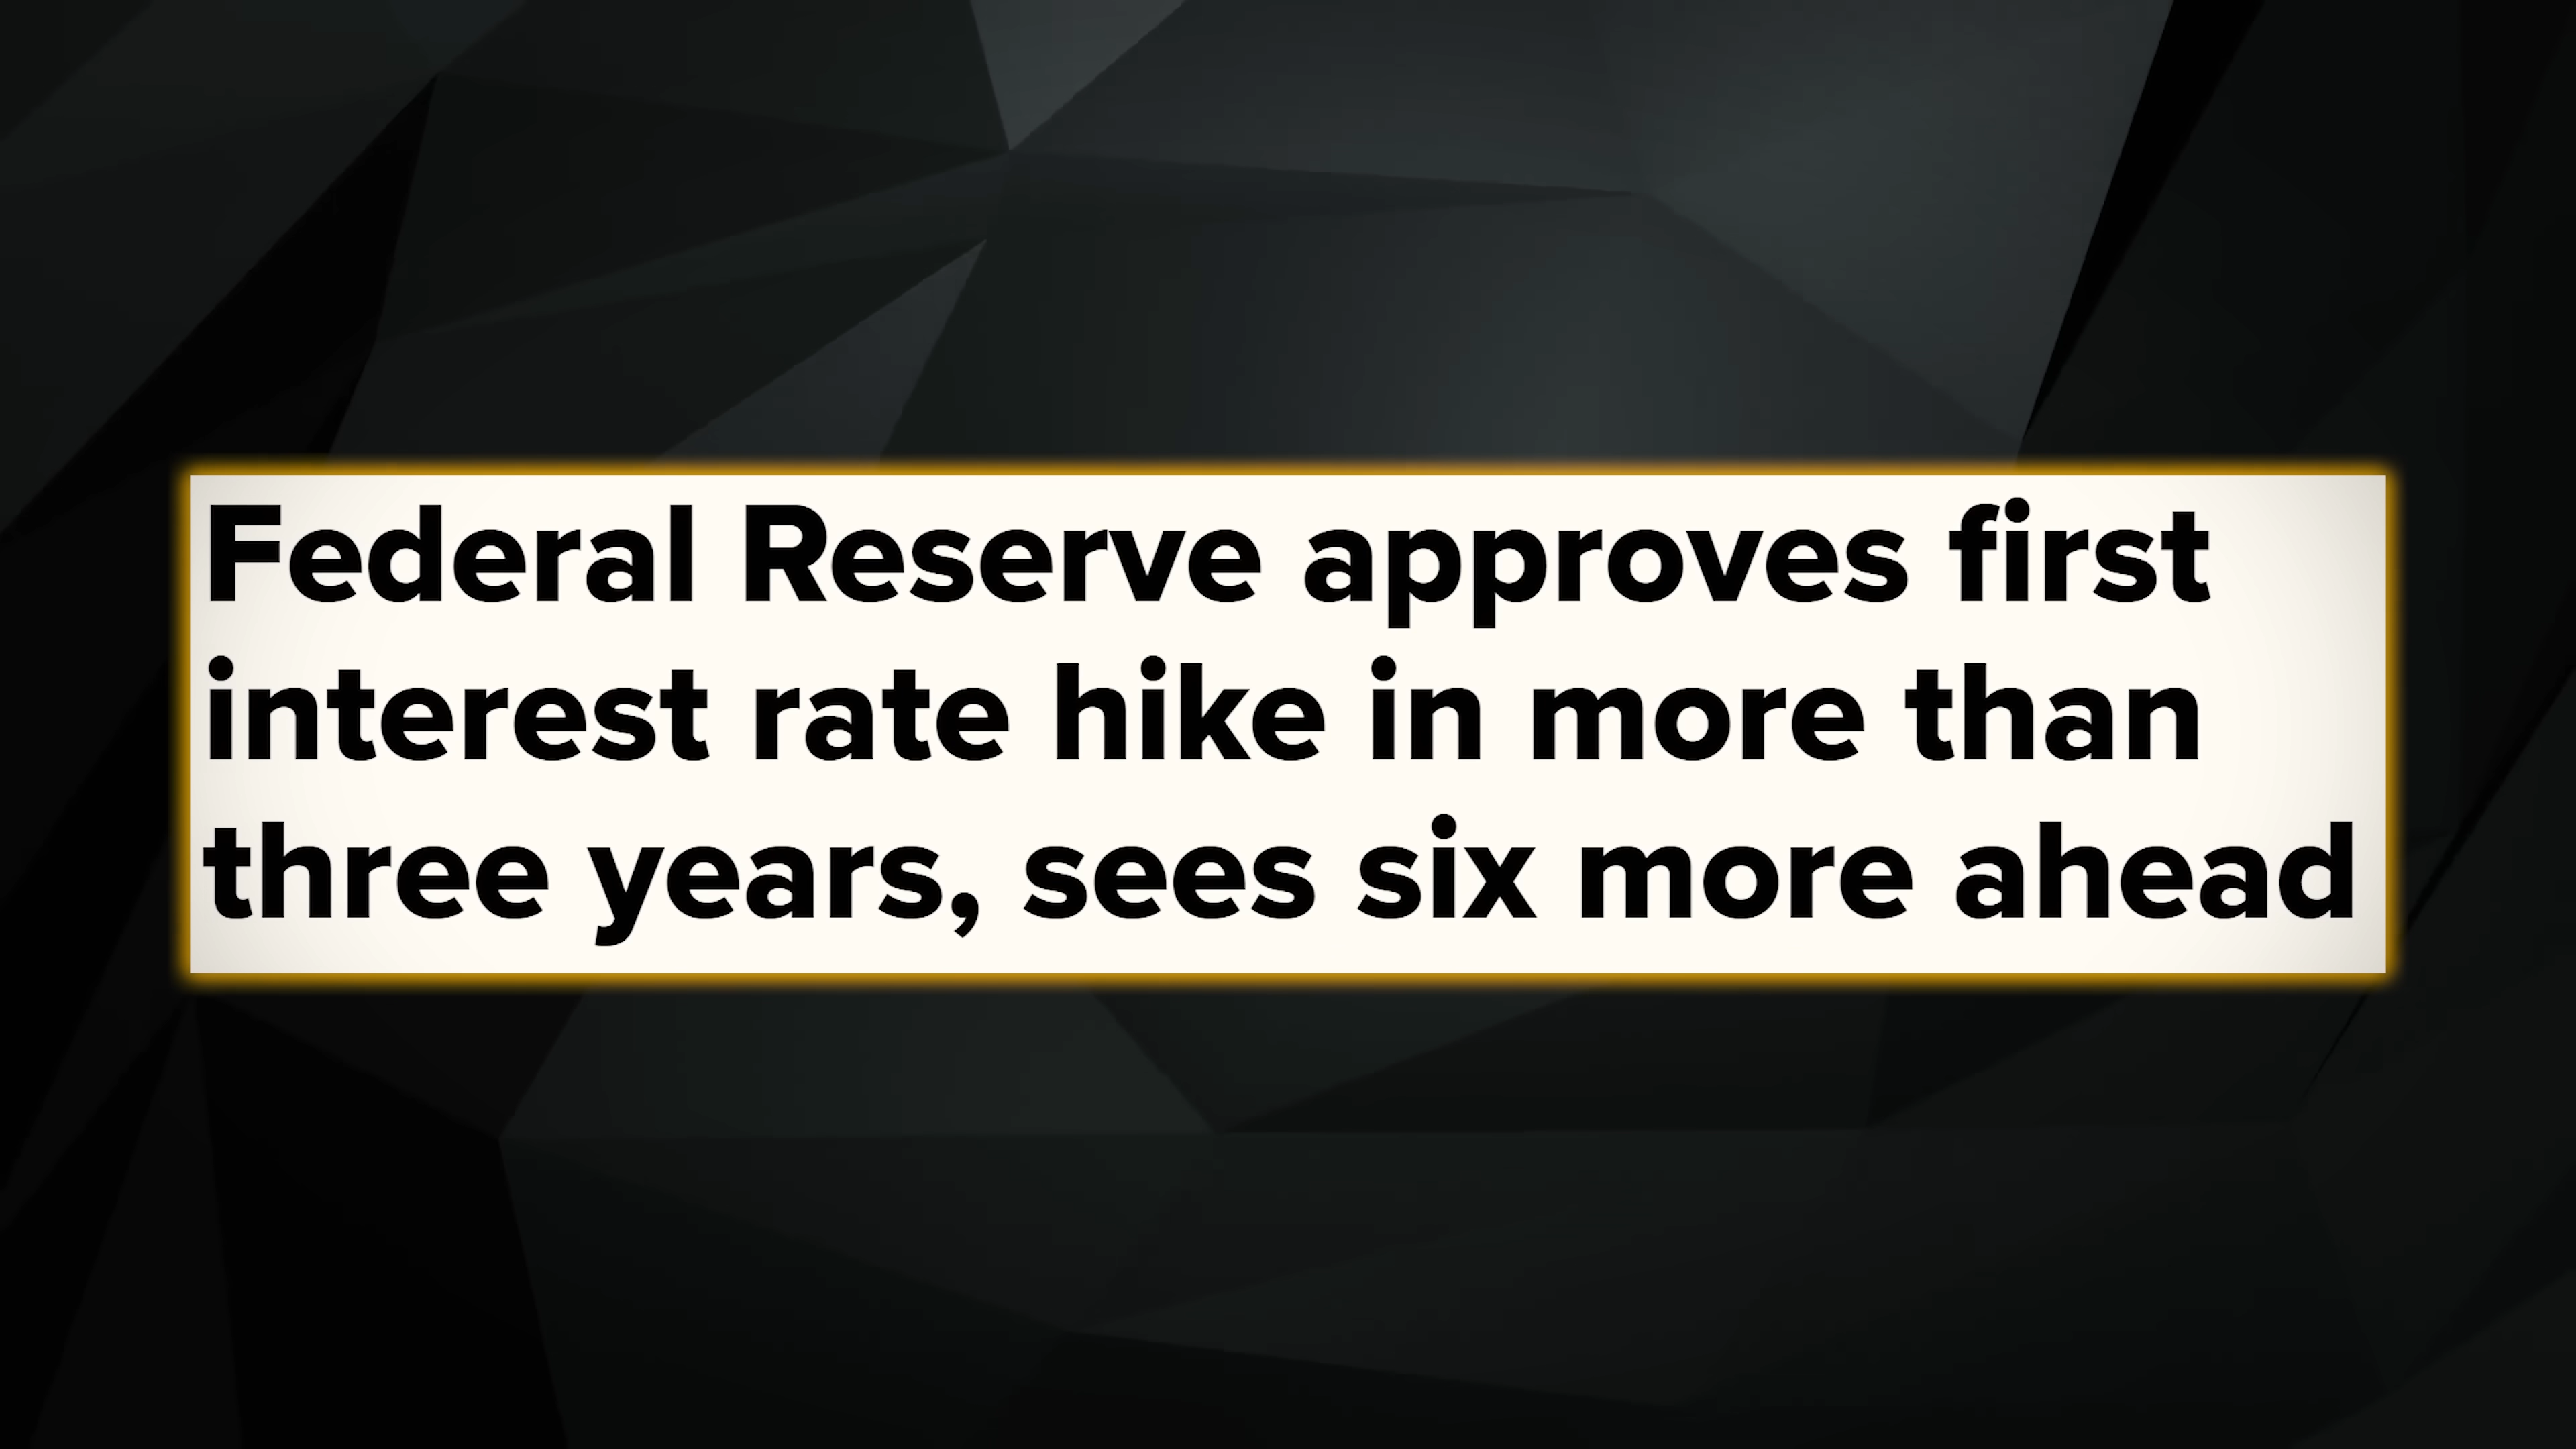 Federal Reserve approves first
interest rate hike in more than
three years, sees six more ahead